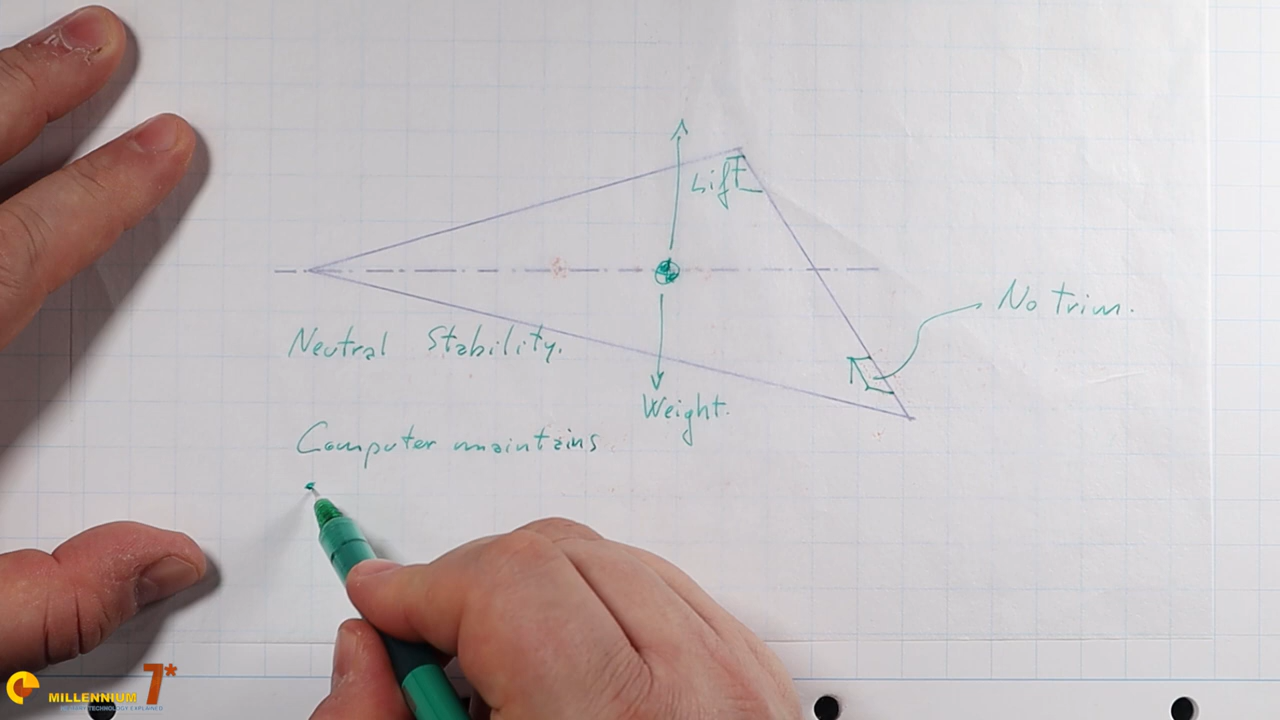 Lift
No trim.
Neutral Stability.
Weight.
Computer maintains
MILLENNIUM 7*